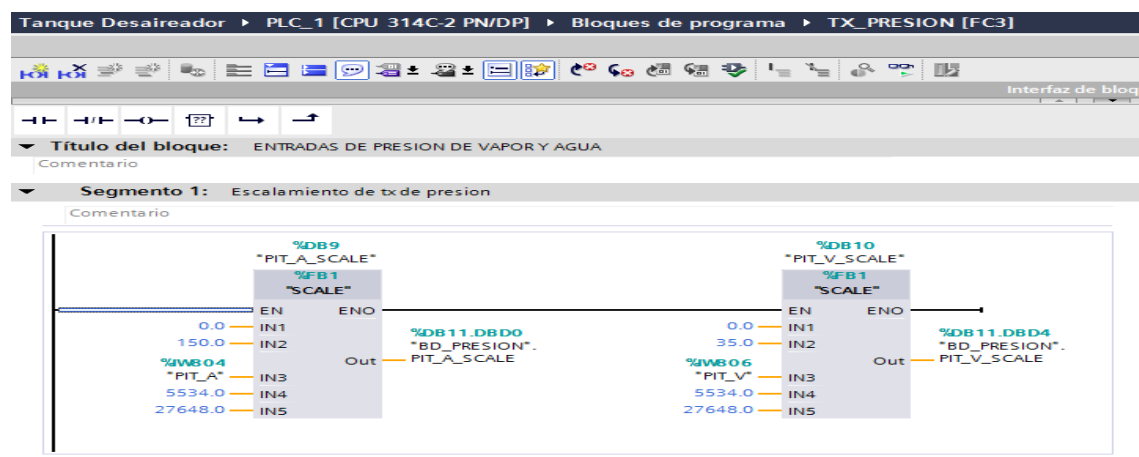 Tanque Desaireador ▸ PLC_1 [CPU 314C-2 PN/DP] ▸ Bloques de programa ▸ TX_PRESION [FC3]
Interfaz de bloq
??
Título del bloque: ENTRADAS DE PRESION DE VAPOR Y AGUA
Comentario
Segmento 1: Escalamiento de tx de presion
Comentario
%DB9
"PIT_A_SCALE"
%FB1
"SCALE"
EN ENO
0.0 IN1
150.0 IN2
%IW804
"PIT_A" IN3
5534.0 IN4
27648.0 IN5
Out
%DB11.DBD0
"BD_PRESION".
PIT_A_SCALE
%DB10
"PIT_V_SCALE"
%FB1
"SCALE"
EN ENO
0.0 IN1
35.0 IN2
%IW806
"PIT_V" IN3
5534.0 IN4
27648.0 IN5
Out
%DB11.DBD4
"BD_PRESION".
PIT_V_SCALE